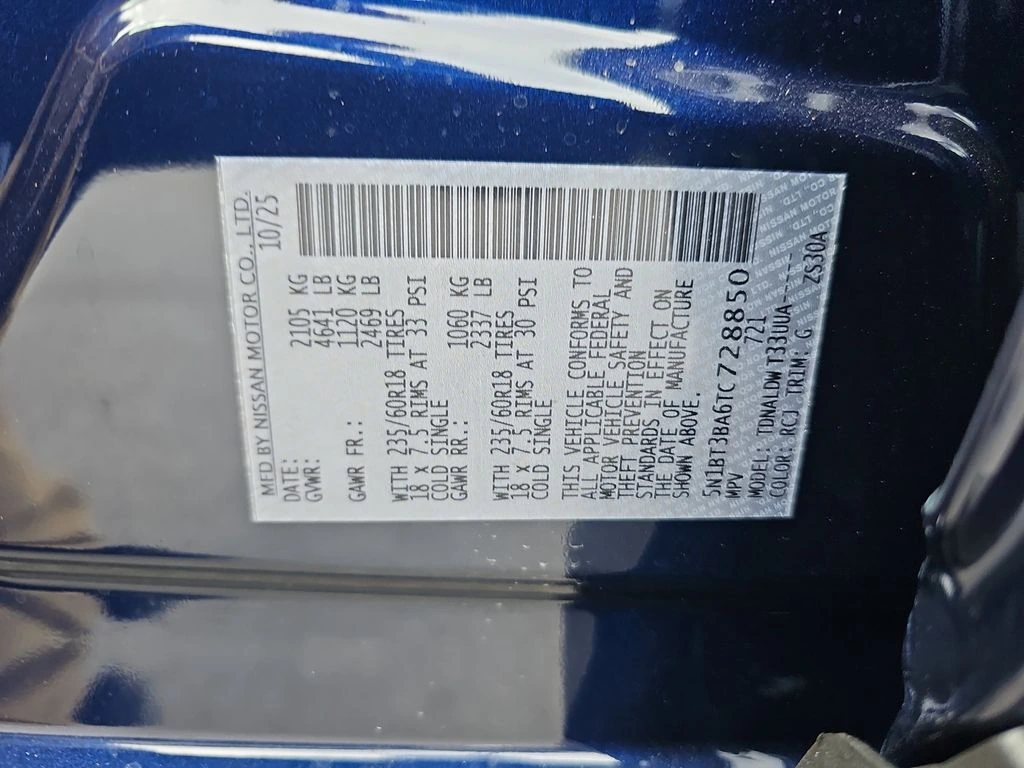 MFD BY NISSAN MOTOR CO., LTD.
DATE: 10/25
GVWR: 2105 KG
4641 LB
GAWR FR.: 1120 KG
2469 LB
WITH 235/60R18 TIRES
18 X 7.5 RIMS AT 33 PSI
COLD SINGLE
GAWR RR.: 1060 KG
2337 LB
WITH 235/60R18 TIRES
18 X 7.5 RIMS AT 30 PSI
COLD SINGLE
THIS VEHICLE CONFORMS TO
ALL APPLICABLE FEDERAL
MOTOR VEHICLE SAFETY AND
THEFT PREVENTION
STANDARDS IN EFFECT ON
THE DATE OF MANUFACTURE
SHOWN ABOVE.
5N1BT3BA6TC728850
MPV 721
MODEL: TDNALDW T33UUA-----
COLOR: RCJ TRIM: G ZS30A